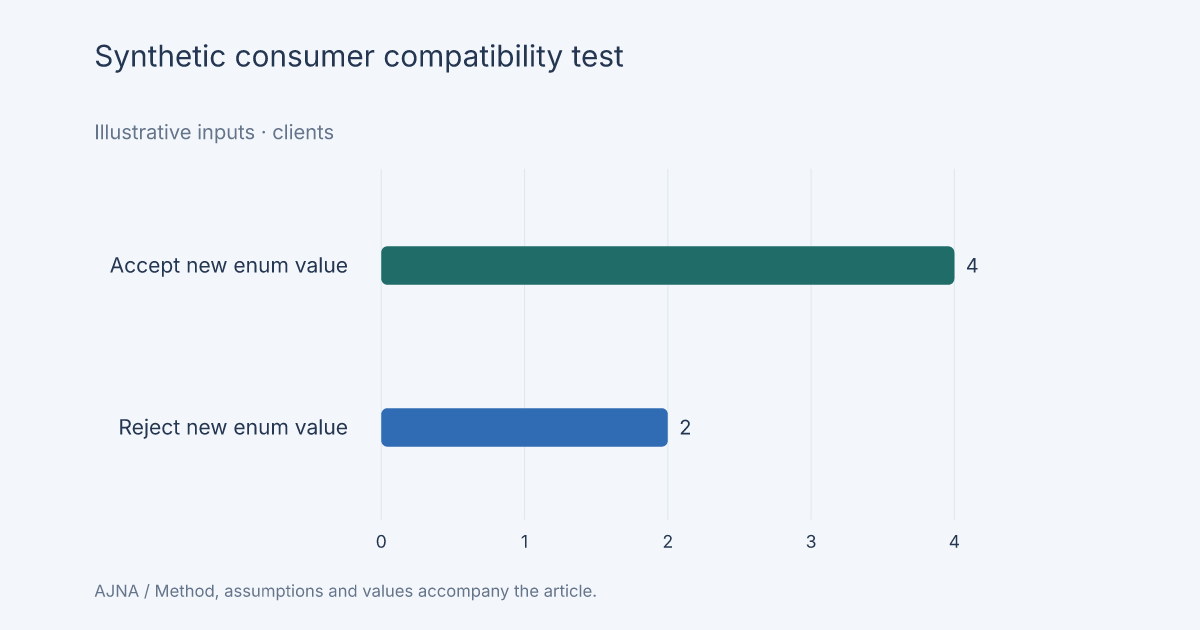 Synthetic consumer compatibility test
Illustrative inputs · clients
Accept new enum value 4
Reject new enum value 2
0 1 2 3 4
AJNA / Method, assumptions and values accompany the article.